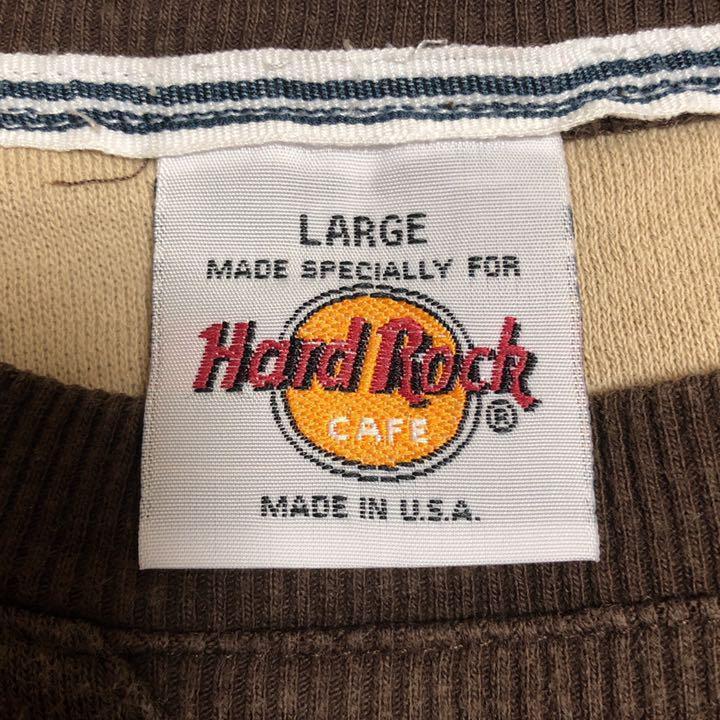 LARGE
MADE SPECIALLY FOR
Hard Rock
CAFE ®
MADE IN U.S.A.